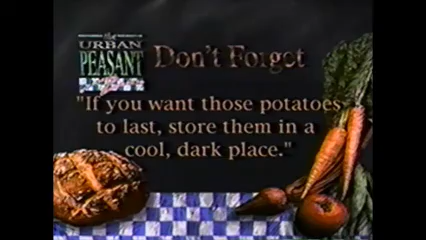 the
URBAN
PEASANT
Don't Forget
"If you want those potatoes
to last, store them in a
cool, dark place."